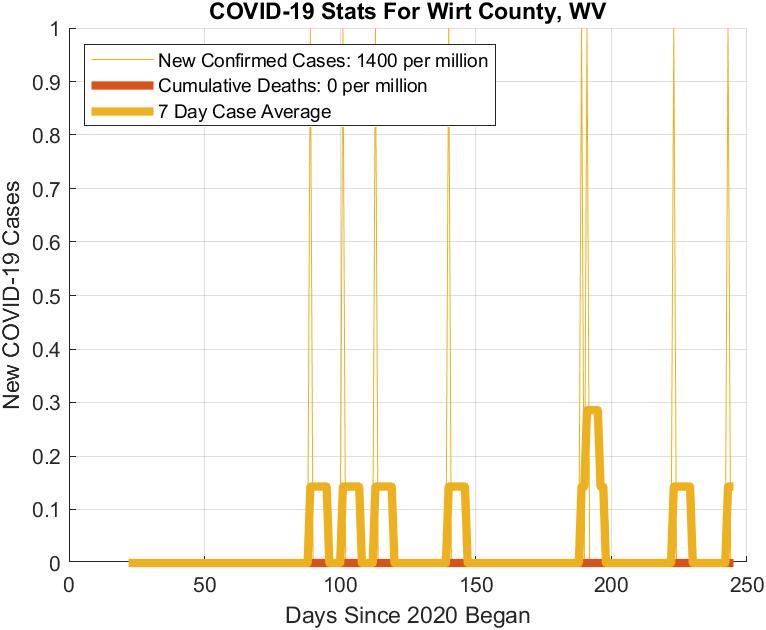 COVID-19 Stats For Wirt County, WV
New Confirmed Cases: 1400 per million
Cumulative Deaths: 0 per million
7 Day Case Average
New COVID-19 Cases
1
0.9
0.8
0.7
0.6
0.5
0.4
0.3
0.2
0.1
0
0 50 100 150 200 250
Days Since 2020 Began